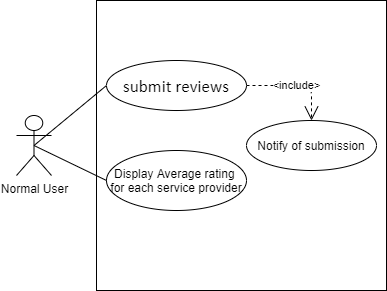 submit reviews
<include>
Notify of submission
Display Average rating
for each service provider
Normal User